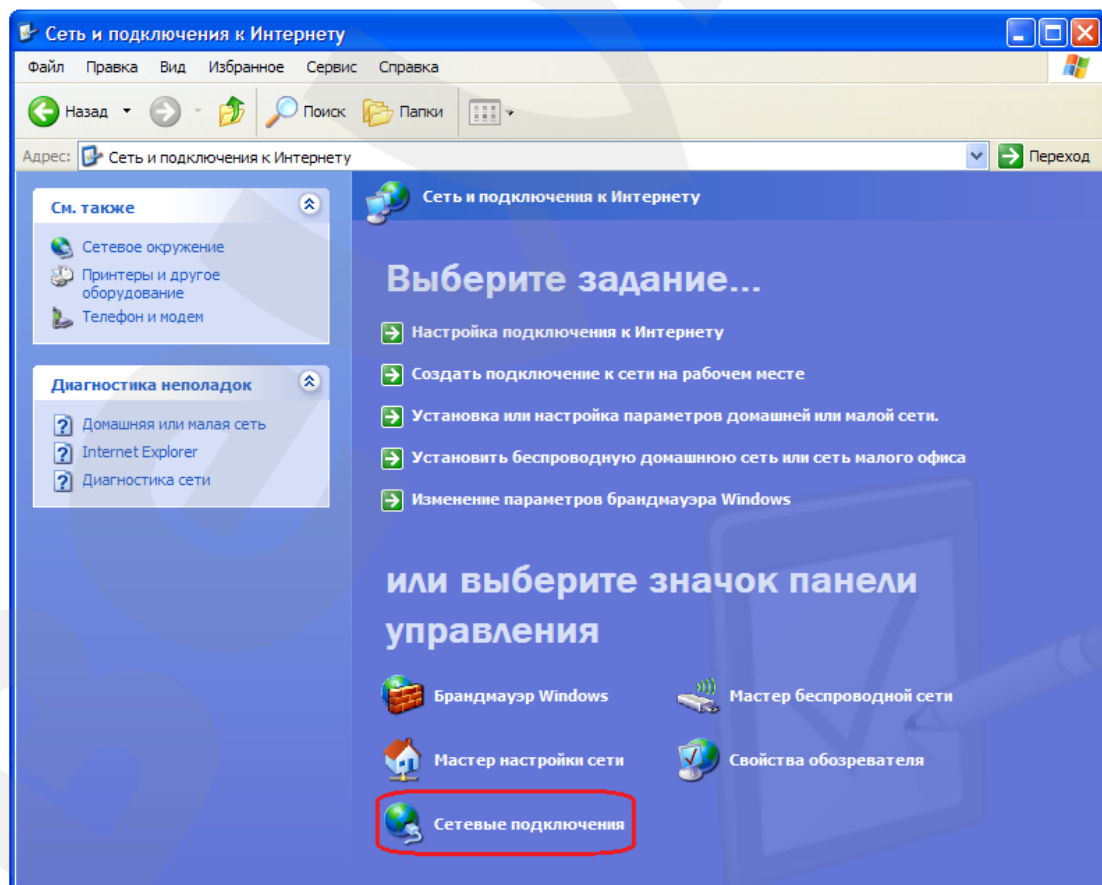 Сеть и подключения к Интернету
Файл Правка Вид Избранное Сервис Справка
Назад Поиск Папки
Адрес: Сеть и подключения к Интернету Переход
См. также
Сетевое окружение
Принтеры и другое
оборудование
Телефон и модем
Диагностика неполадок
Домашняя или малая сеть
Internet Explorer
Диагностика сети
Сеть и подключения к Интернету
Выберите задание...
Настройка подключения к Интернету
Создать подключение к сети на рабочем месте
Установка или настройка параметров домашней или малой сети.
Установить беспроводную домашнюю сеть или сеть малого офиса
Изменение параметров брандмауэра Windows
или выберите значок панели
управления
Брандмауэр Windows Мастер беспроводной сети
Мастер настройки сети Свойства обозревателя
Сетевые подключения